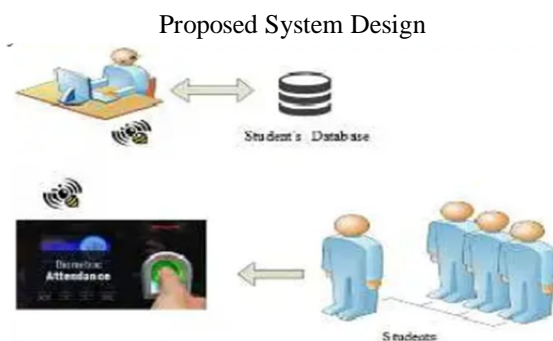 Proposed System Design
Student's Database
Biometric
Attendance
Students